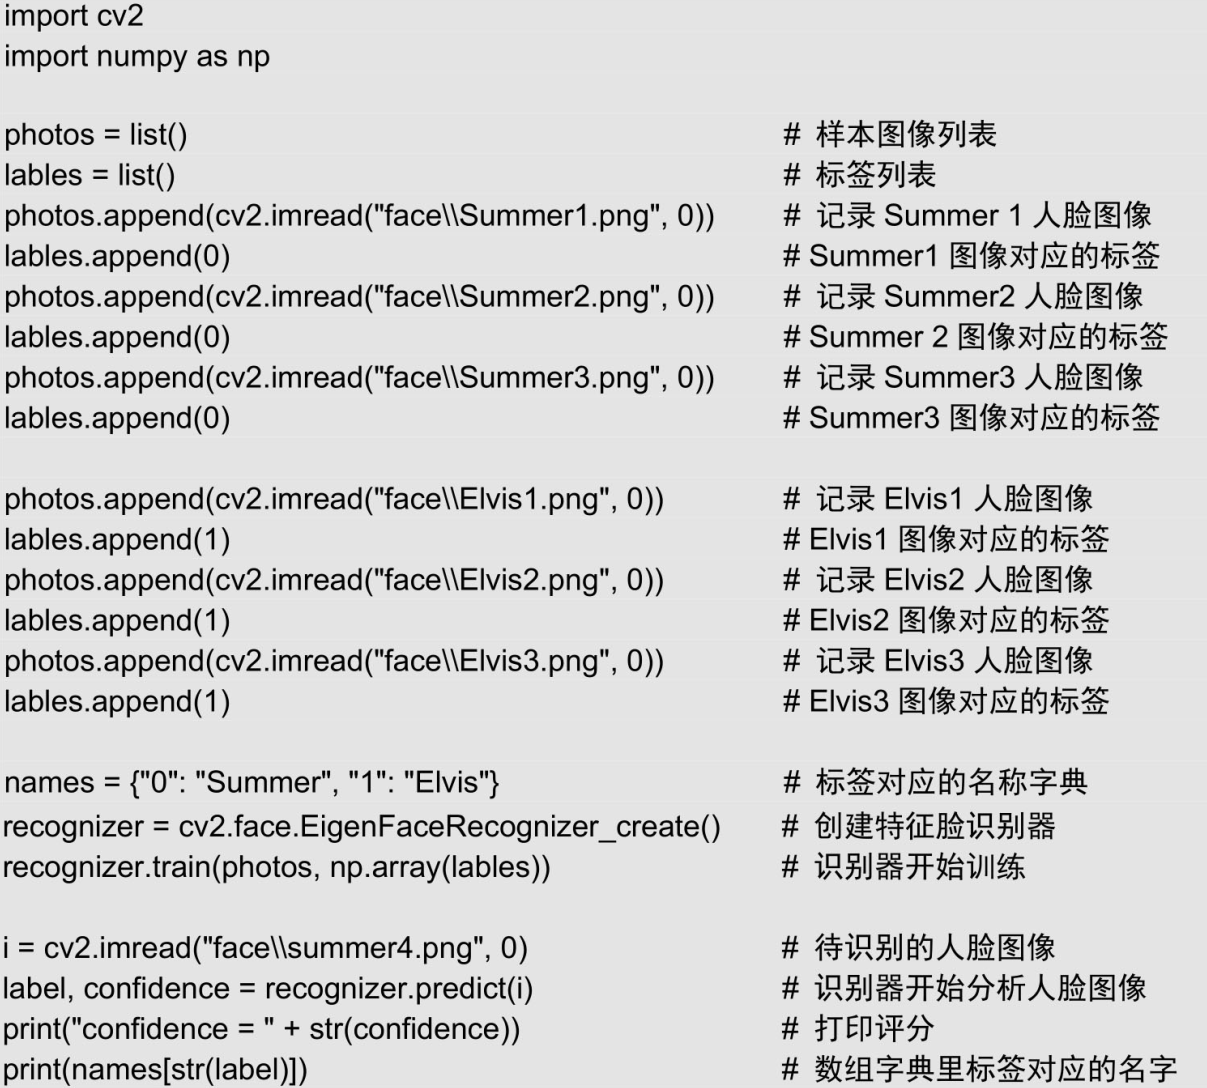 import cv2
import numpy as np
photos = list() # 样本图像列表
lables = list() # 标签列表
photos.append(cv2.imread("face\\Summer1.png", 0)) # 记录 Summer 1 人脸图像
lables.append(0) # Summer1 图像对应的标签
photos.append(cv2.imread("face\\Summer2.png", 0)) # 记录 Summer2 人脸图像
lables.append(0) # Summer 2 图像对应的标签
photos.append(cv2.imread("face\\Summer3.png", 0)) # 记录 Summer3 人脸图像
lables.append(0) # Summer3 图像对应的标签
photos.append(cv2.imread("face\\Elvis1.png", 0)) # 记录 Elvis1 人脸图像
lables.append(1) # Elvis1 图像对应的标签
photos.append(cv2.imread("face\\Elvis2.png", 0)) # 记录 Elvis2 人脸图像
lables.append(1) # Elvis2 图像对应的标签
photos.append(cv2.imread("face\\Elvis3.png", 0)) # 记录 Elvis3 人脸图像
lables.append(1) # Elvis3 图像对应的标签
names = {"0": "Summer", "1": "Elvis"} # 标签对应的名称字典
recognizer = cv2.face.EigenFaceRecognizer_create() # 创建特征脸识别器
recognizer.train(photos, np.array(lables)) # 识别器开始训练
i = cv2.imread("face\\summer4.png", 0) # 待识别的人脸图像
label, confidence = recognizer.predict(i) # 识别器开始分析人脸图像
print("confidence = " + str(confidence)) # 打印评分
print(names[str(label)]) # 数组字典里标签对应的名字